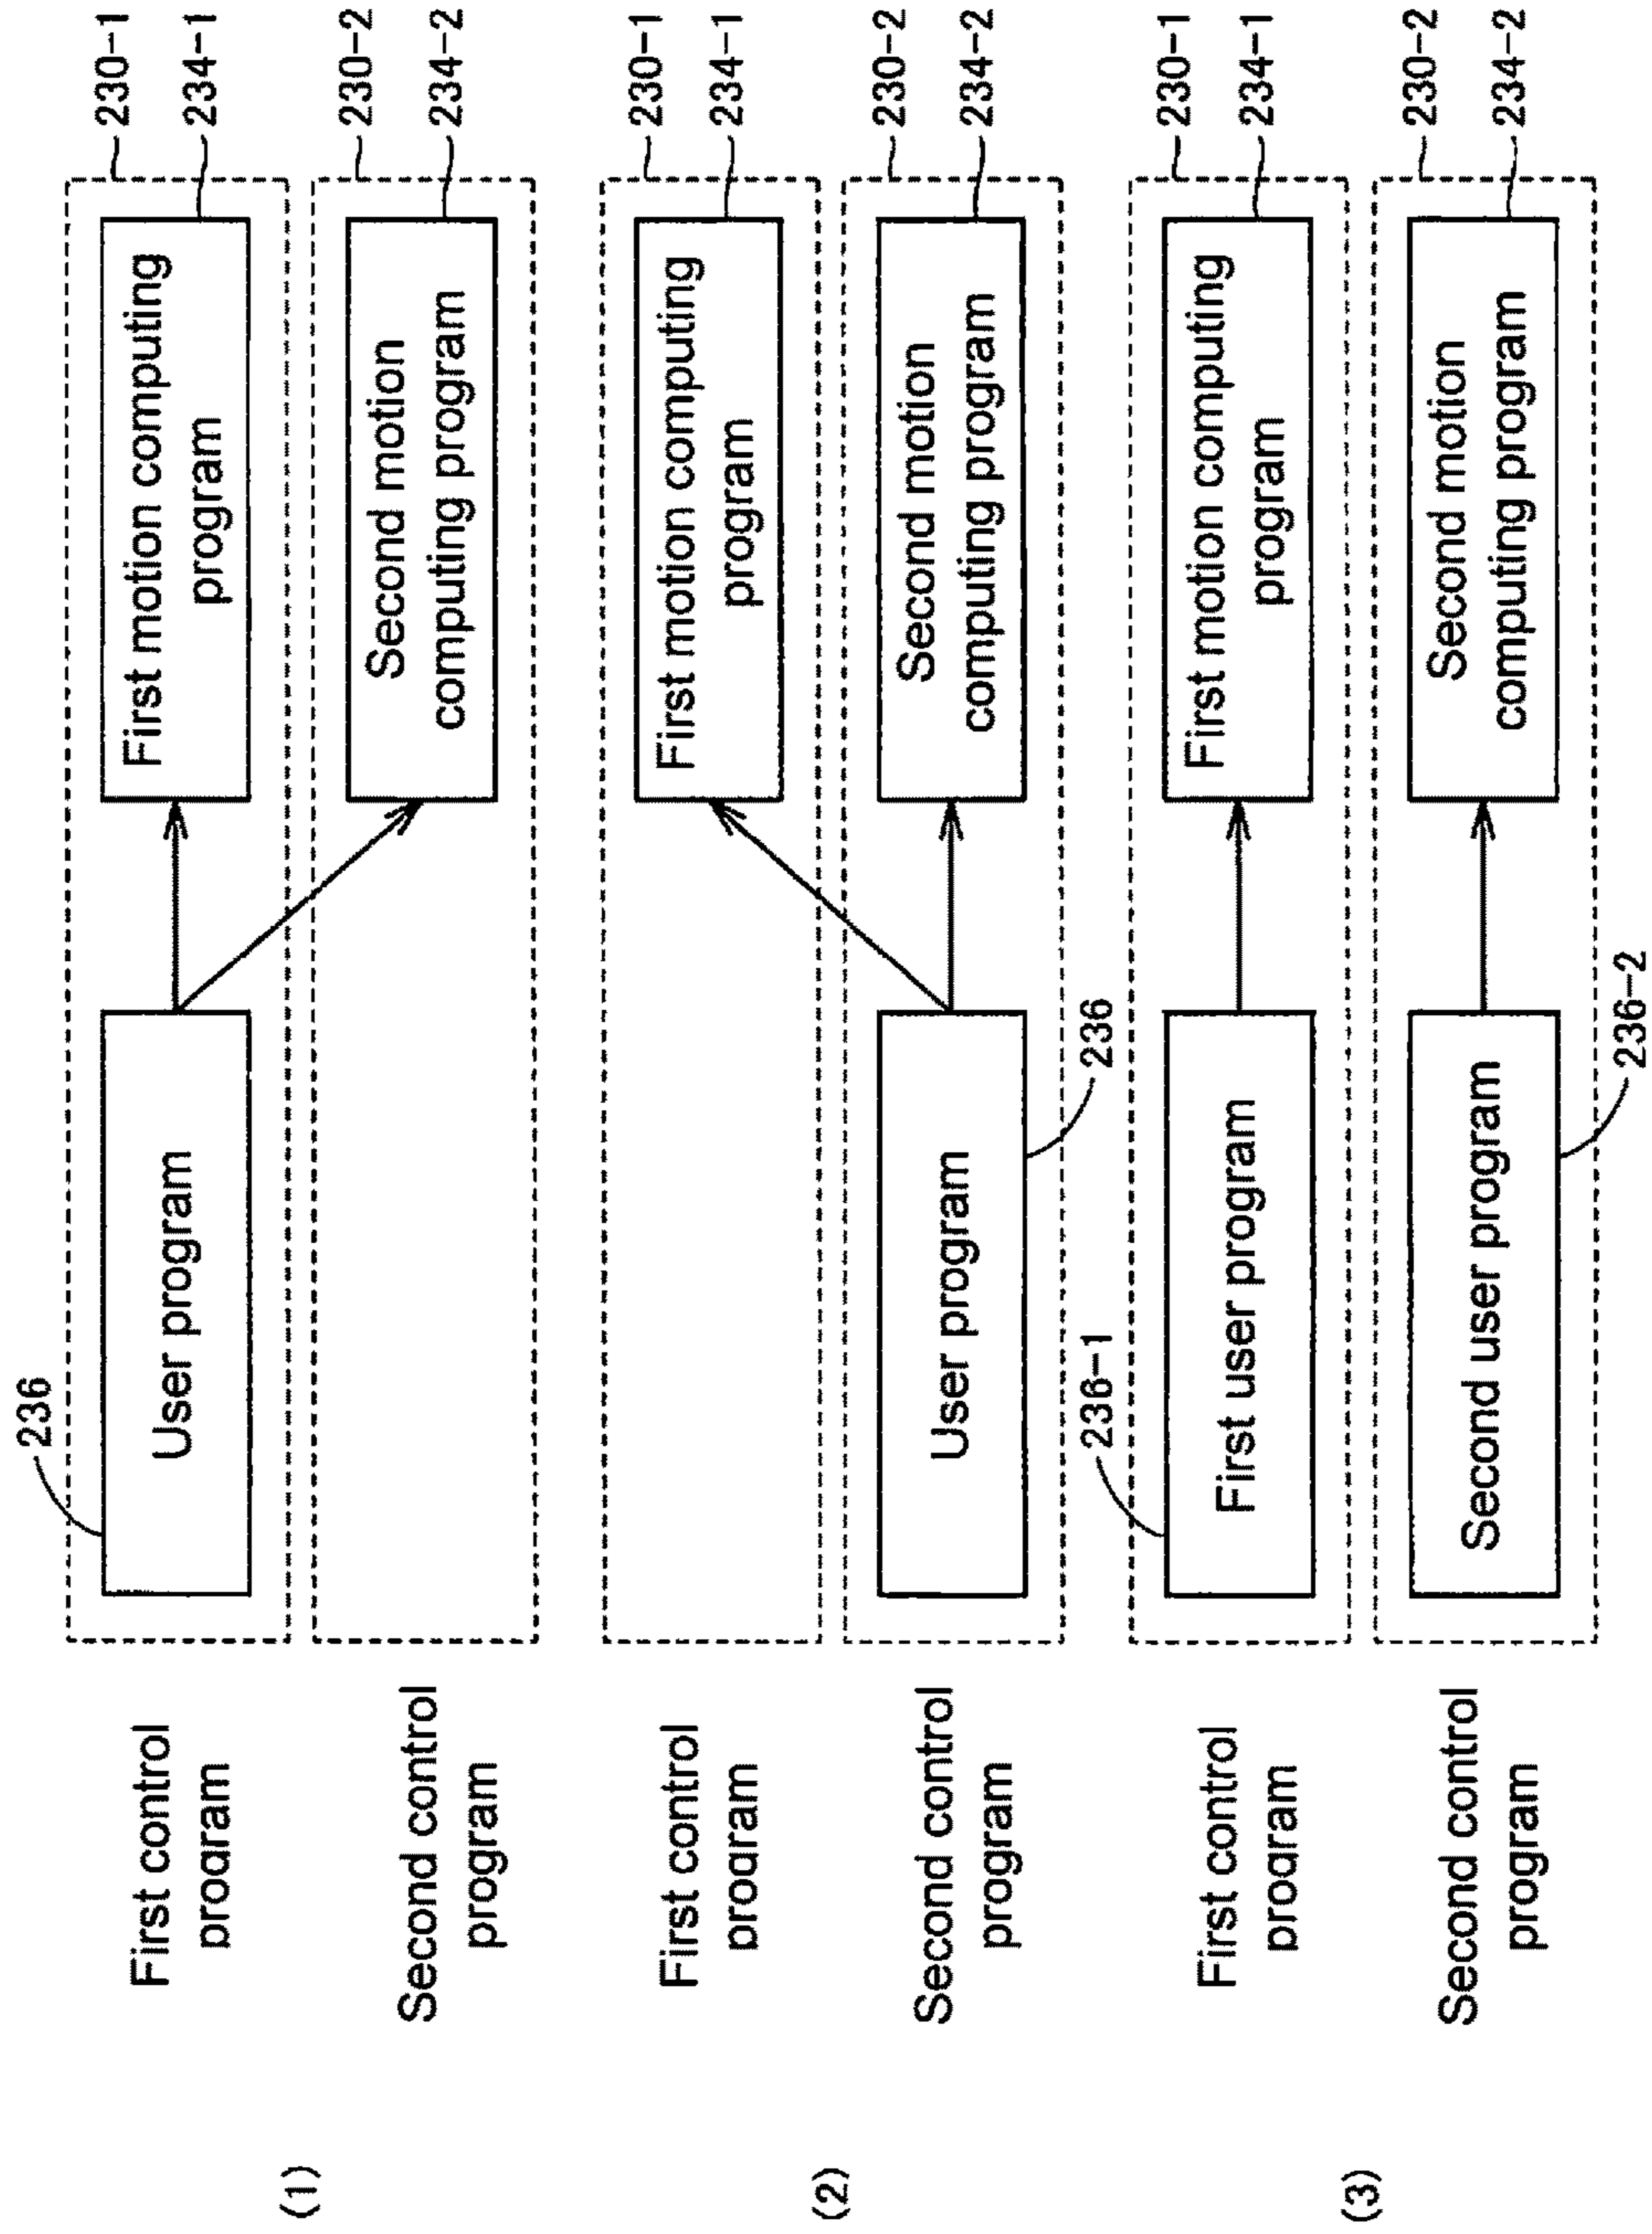 (1)
First control
program
236
User program
First motion computing
program
230-1
234-1
Second control
program
Second motion
computing program
230-2
234-2
(2)
First control
program
First motion computing
program
230-1
234-1
Second control
program
User program
236
Second motion
computing program
230-2
234-2
(3)
First control
program
236-1
First user program
First motion computing
program
230-1
234-1
Second control
program
Second user program
236-2
Second motion
computing program
230-2
234-2